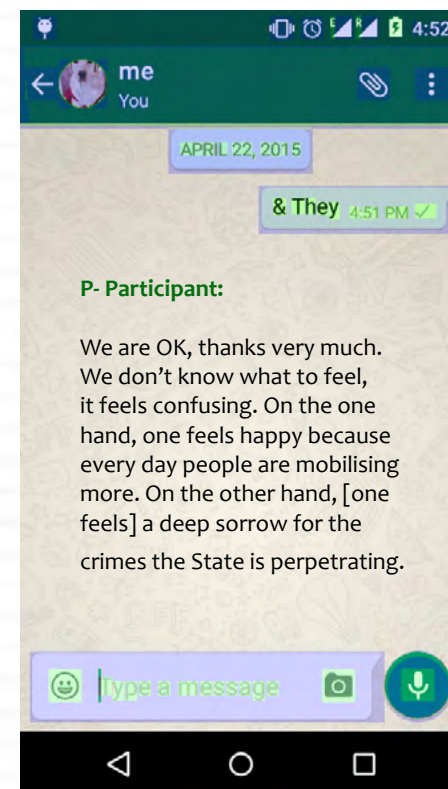 4:52
me
You
APRIL 22, 2015
& They 4:51 PM
P- Participant:
We are OK, thanks very much.
We don’t know what to feel,
it feels confusing. On the one
hand, one feels happy because
every day people are mobilising
more. On the other hand, [one
feels] a deep sorrow for the
crimes the State is perpetrating.
Type a message